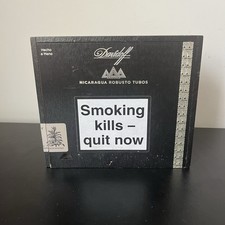 Hecho
a Mano
Davidoff
NICARAGUA ROBUSTO TUBOS
Smoking
kills –
quit now